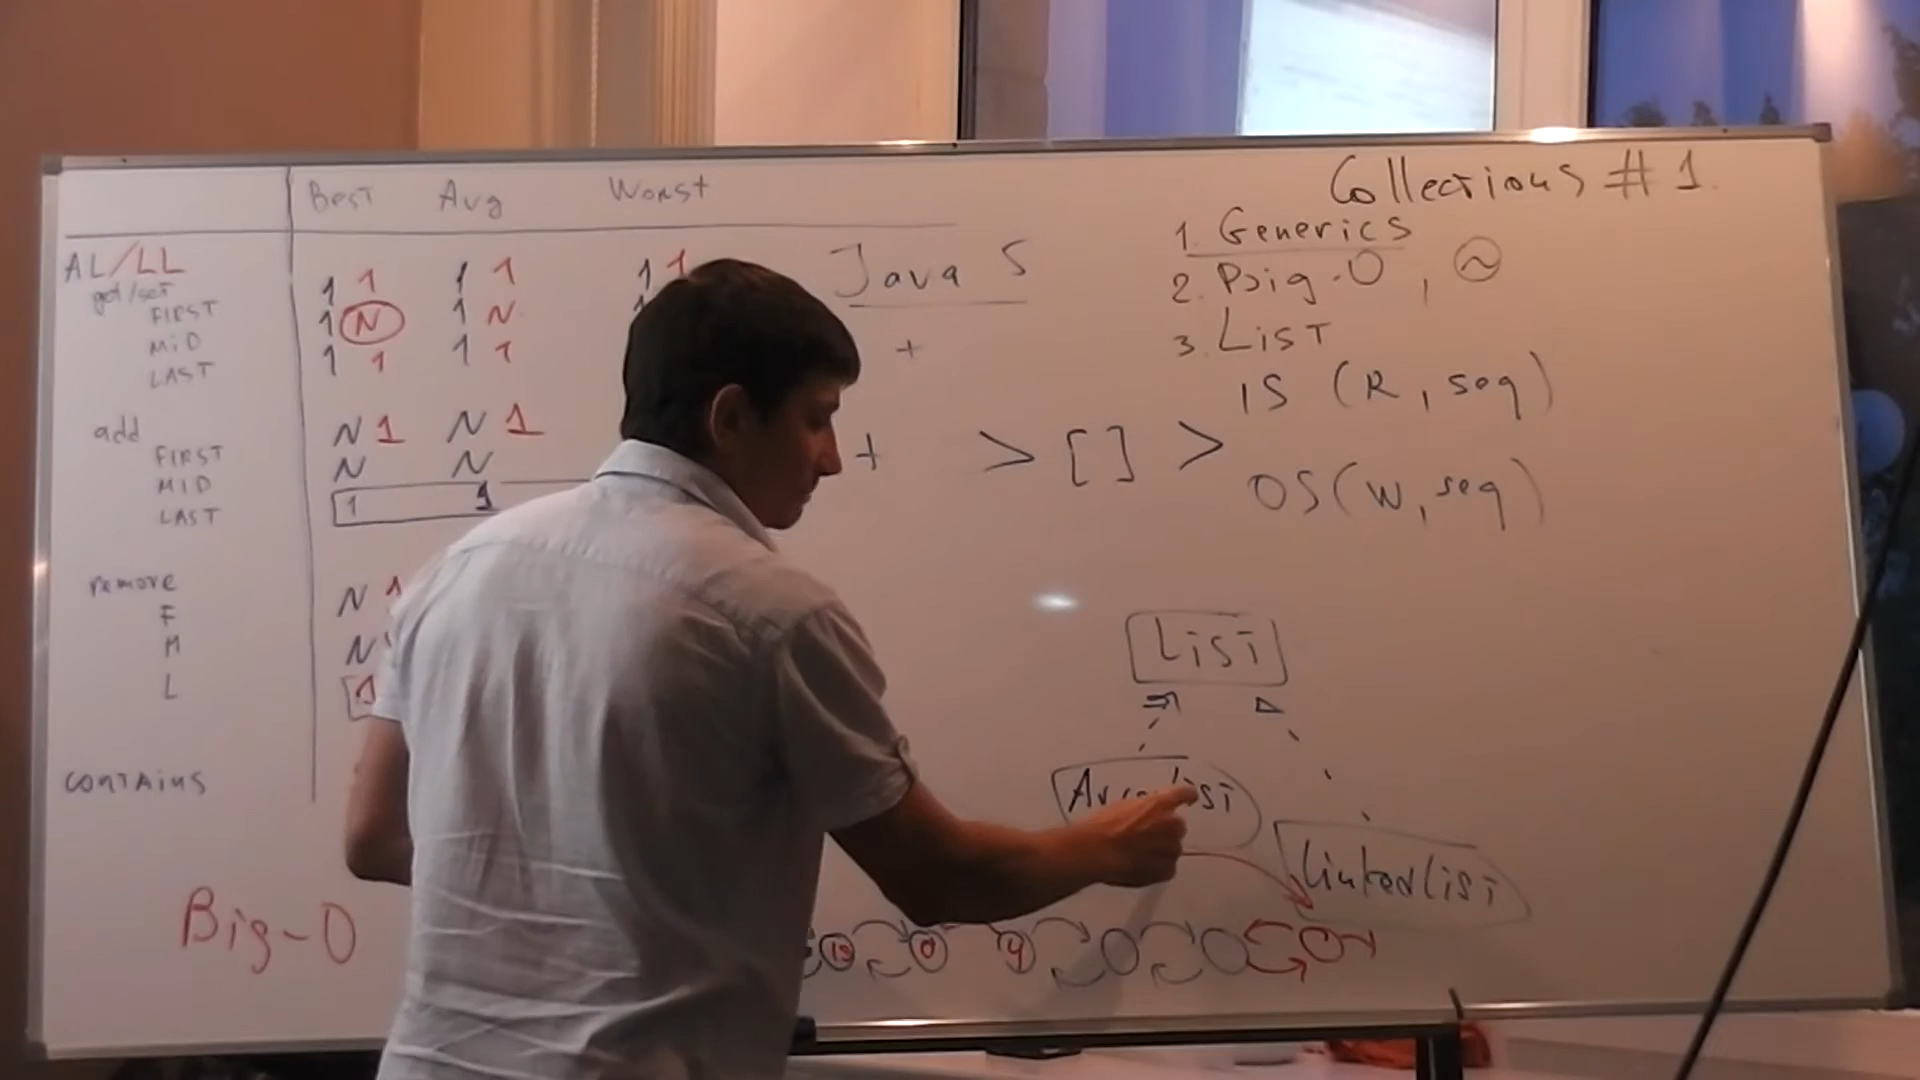 Best Avg Worst
AL/LL
get/set
1 1 1 1 1 1
FIRST
1 N 1 N
MID
1 1 1 1
LAST
add
N 1 N 1
FIRST
N N
MID
1 1
LAST
remove
N 1
F
N
M
1
L
contains
Big-O
Java 5
+
+ > [ ] >
Collections #1.
1. Generics
2. Big-O, ~
3. List
IS (R, seq)
OS (W, seq)
List
LinkedList